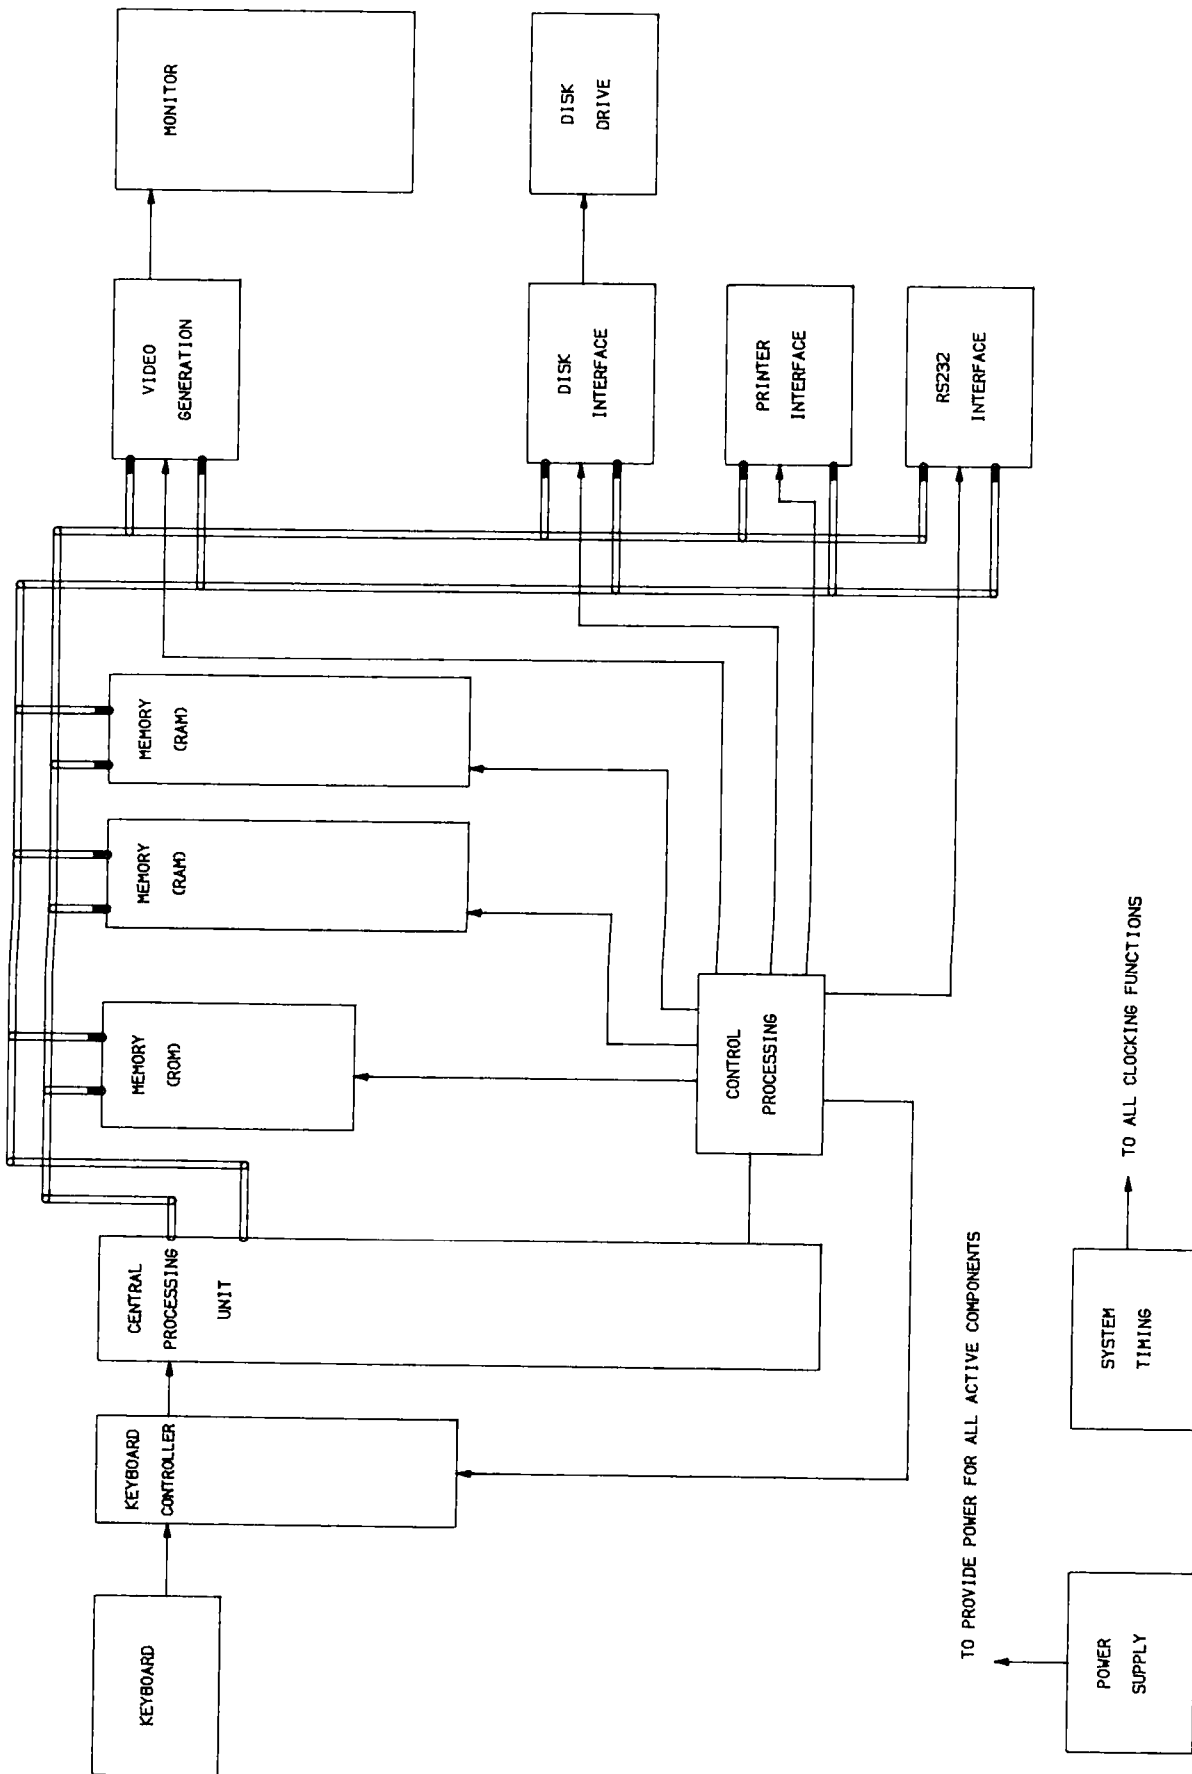 KEYBOARD
KEYBOARD
CONTROLLER
CENTRAL
PROCESSING
UNIT
MEMORY
(ROM)
MEMORY
(RAM)
MEMORY
(RAM)
VIDEO
GENERATION
MONITOR
DISK
INTERFACE
DISK
DRIVE
PRINTER
INTERFACE
RS232
INTERFACE
CONTROL
PROCESSING
TO PROVIDE POWER FOR ALL ACTIVE COMPONENTS
POWER
SUPPLY
SYSTEM
TIMING
TO ALL CLOCKING FUNCTIONS